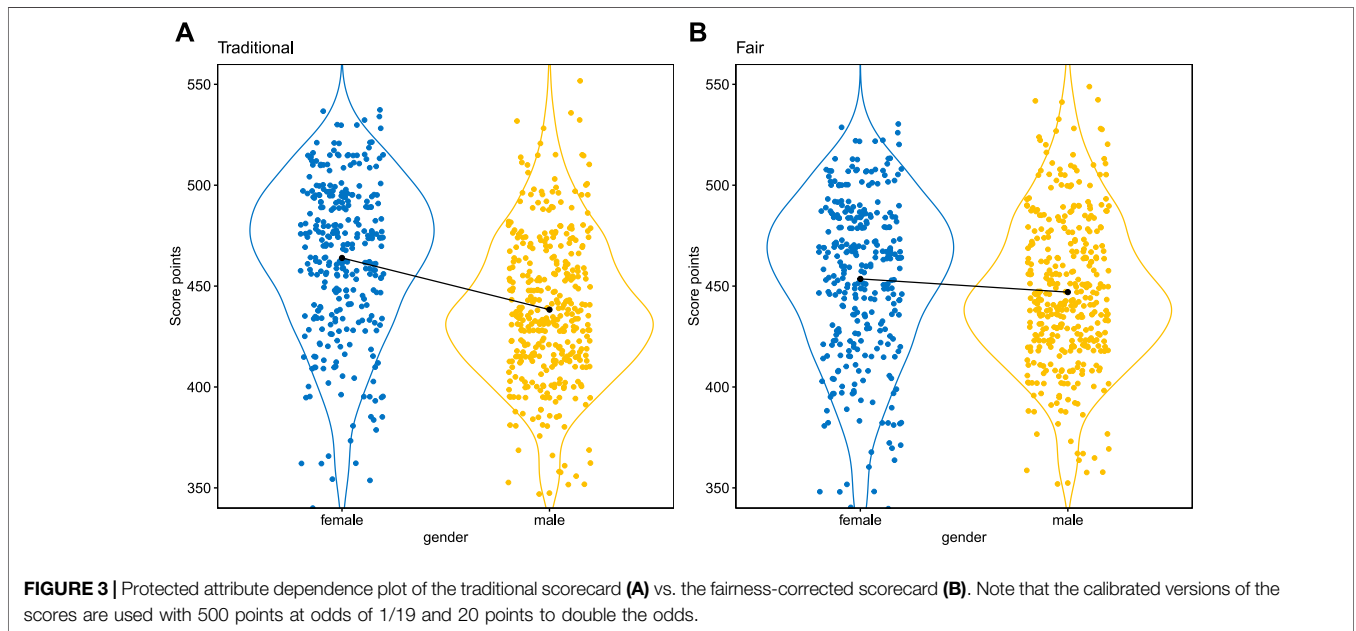 A
Traditional
550
500
450
400
350
Score points
female
male
gender
B
Fair
550
500
450
400
350
Score points
female
male
gender
FIGURE 3 | Protected attribute dependence plot of the traditional scorecard (A) vs. the fairness-corrected scorecard (B). Note that the calibrated versions of the
scores are used with 500 points at odds of 1/19 and 20 points to double the odds.